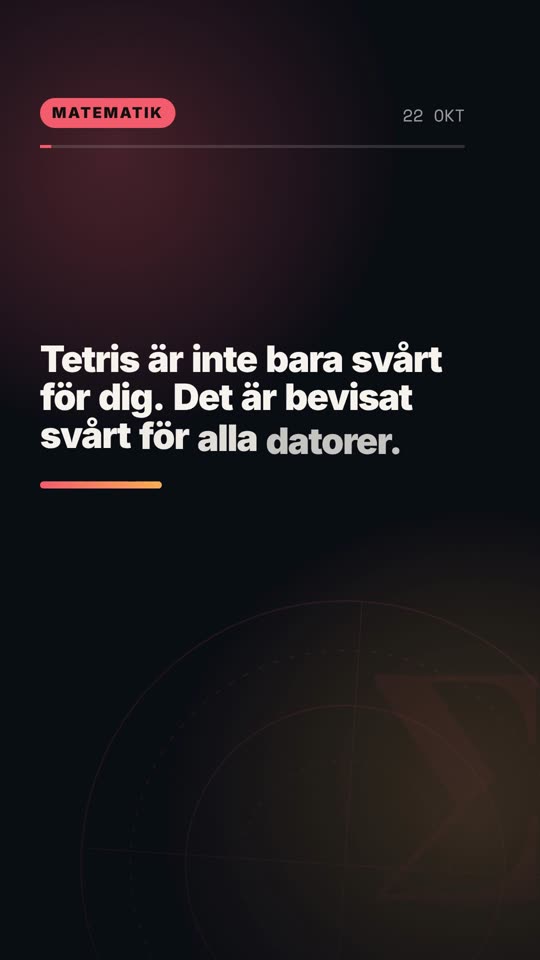 MATEMATIK
22 OKT
Tetris är inte bara svårt
för dig. Det är bevisat
svårt för alla datorer.
Σ